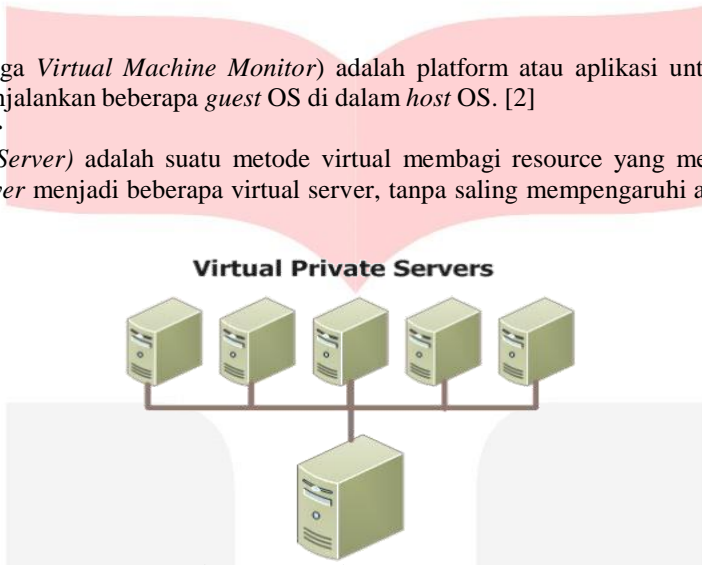 ga Virtual Machine Monitor) adalah platform atau aplikasi unt
njalankan beberapa guest OS di dalam host OS. [2]
Server) adalah suatu metode virtual membagi resource yang me
ver menjadi beberapa virtual server, tanpa saling mempengaruhi a
Virtual Private Servers